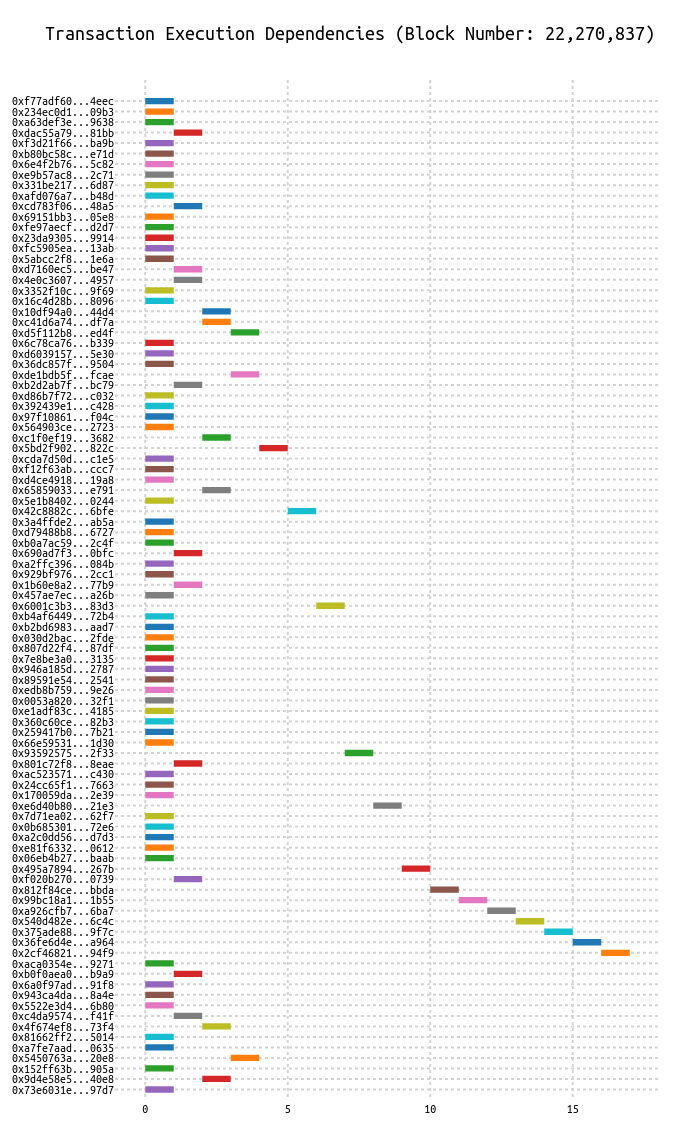 Transaction Execution Dependencies (Block Number: 22,270,837)
0xf77adf60...4eec
0x234ec0d1...09b3
0xa63def3e...9638
0xdac55a79...81bb
0xf3d21f66...ba9b
0xb80bc58c...e71d
0x6e4f2b76...5c82
0xe9b57ac8...2c71
0x331be217...6d87
0xafd076a7...b48d
0xcd783f06...48a5
0x69151bb3...05e8
0xfe97aecf...d2d7
0x23da9305...9914
0xfc5905ea...13ab
0x5abcc2f8...1e6a
0xd7160ec5...be47
0x4e0c3607...4957
0x3352f10c...9f69
0x16c4d28b...8096
0x10df94a0...44d4
0xc41d6a74...df7a
0xd5f112b8...ed4f
0x6c78ca76...b339
0xd6039157...5e30
0x36dc857f...9504
0xde1bdb5f...fcae
0xb2d2ab7f...bc79
0xd86b7f72...c032
0x392439e1...c428
0x97f10861...f04c
0x564903ce...2723
0xc1f0ef19...3682
0x5bd2f902...822c
0xcda7d50d...c1e5
0xf12f63ab...ccc7
0xd4ce4918...19a8
0x65859033...e791
0x5e1b8402...0244
0x42c8882c...6bfe
0x3a4ffde2...ab5a
0xd79488b8...6727
0xb0a7ac59...2c4f
0x690ad7f3...0bfc
0xa2ffc396...084b
0x929bf976...2cc1
0x1b60e8a2...77b9
0x457ae7ec...a26b
0x6001c3b3...83d3
0xb4af6449...72b4
0xb2bd6983...aad7
0x030d2bac...2fde
0x807d22f4...87df
0x7e8be3a0...3135
0x946a185d...2787
0x89591e54...2541
0xedb8b759...9e26
0x0053a820...32f1
0xe1adf83c...4185
0x360c60ce...82b3
0x259417b0...7b21
0x66e59531...1d30
0x93592575...2f33
0x801c72f8...8eae
0xac523571...c430
0x24cc65f1...7663
0x170059da...2e39
0xe6d40b80...21e3
0x7d71ea02...62f7
0x0b685301...72e6
0xa2c0dd56...d7d3
0xe81f6332...0612
0x06eb4b27...baab
0x495a7894...267b
0xf020b270...0739
0x812f84ce...bbda
0x99bc18a1...1b55
0xa926cfb7...6ba7
0x540d482e...6c4c
0x375ade88...9f7c
0x36fe6d4e...a964
0x2cf46821...94f9
0xaca0354e...9271
0xb0f0aea0...b9a9
0x6a0f97ad...91f8
0x943ca4da...8a4e
0x5522e3d4...6b80
0xc4da9574...f41f
0x4f674ef8...73f4
0x81662ff2...5014
0xa7fe7aad...0635
0x5450763a...20e8
0x152ff63b...905a
0x9d4e58e5...40e8
0x73e6031e...97d7
0 5 10 15